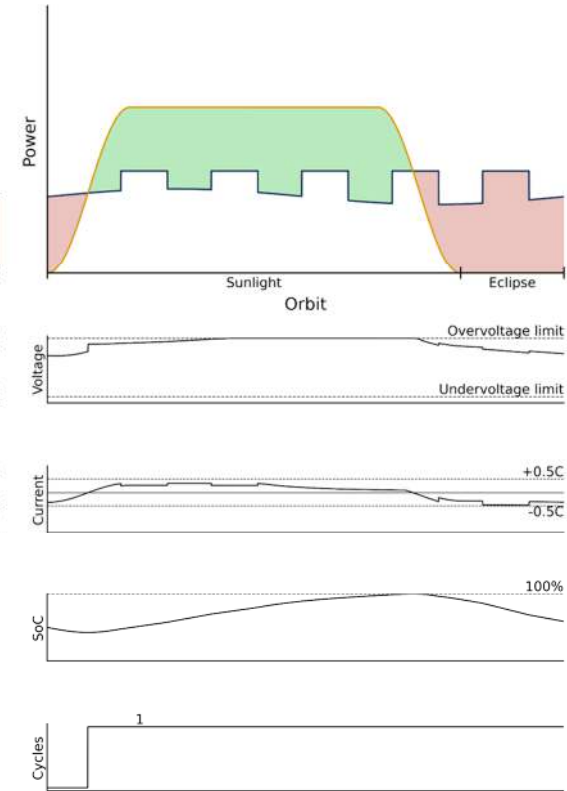 Power
Sunlight
Eclipse
Orbit
Voltage
Overvoltage limit
Undervoltage limit
Current
+0.5C
-0.5C
SoC
100%
Cycles
1